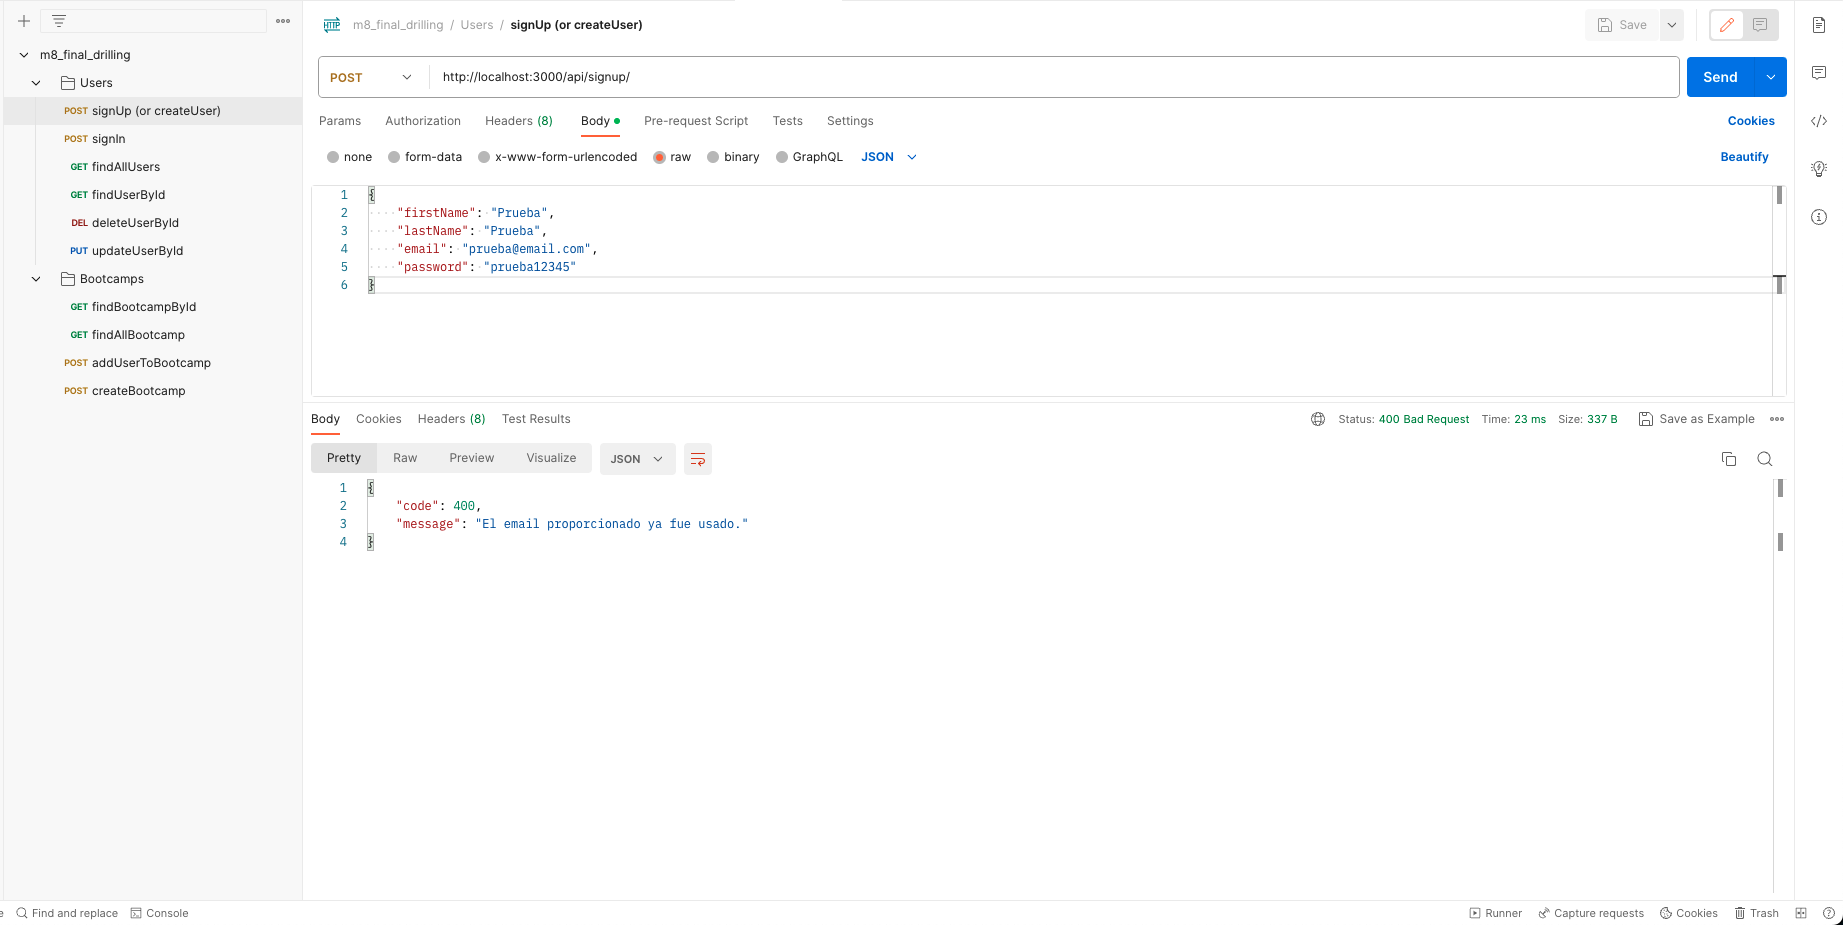 m8_final_drilling
Users
POST signUp (or createUser)
POST signIn
GET findAllUsers
GET findUserById
DEL deleteUserById
PUT updateUserById
Bootcamps
GET findBootcampById
GET findAllBootcamp
POST addUserToBootcamp
POST createBootcamp
HTTP m8_final_drilling / Users / signUp (or createUser)
Save
POST http://localhost:3000/api/signup/
Send
Params Authorization Headers (8) Body Pre-request Script Tests Settings Cookies
none form-data x-www-form-urlencoded raw binary GraphQL JSON Beautify
1 {
2 "firstName": "Prueba",
3 "lastName": "Prueba",
4 "email": "prueba@email.com",
5 "password": "prueba12345"
6 }
Body Cookies Headers (8) Test Results Status: 400 Bad Request Time: 23 ms Size: 337 B Save as Example
Pretty Raw Preview Visualize JSON
1 {
2 "code": 400,
3 "message": "El email proporcionado ya fue usado."
4 }
Find and replace Console Runner Capture requests Cookies Trash